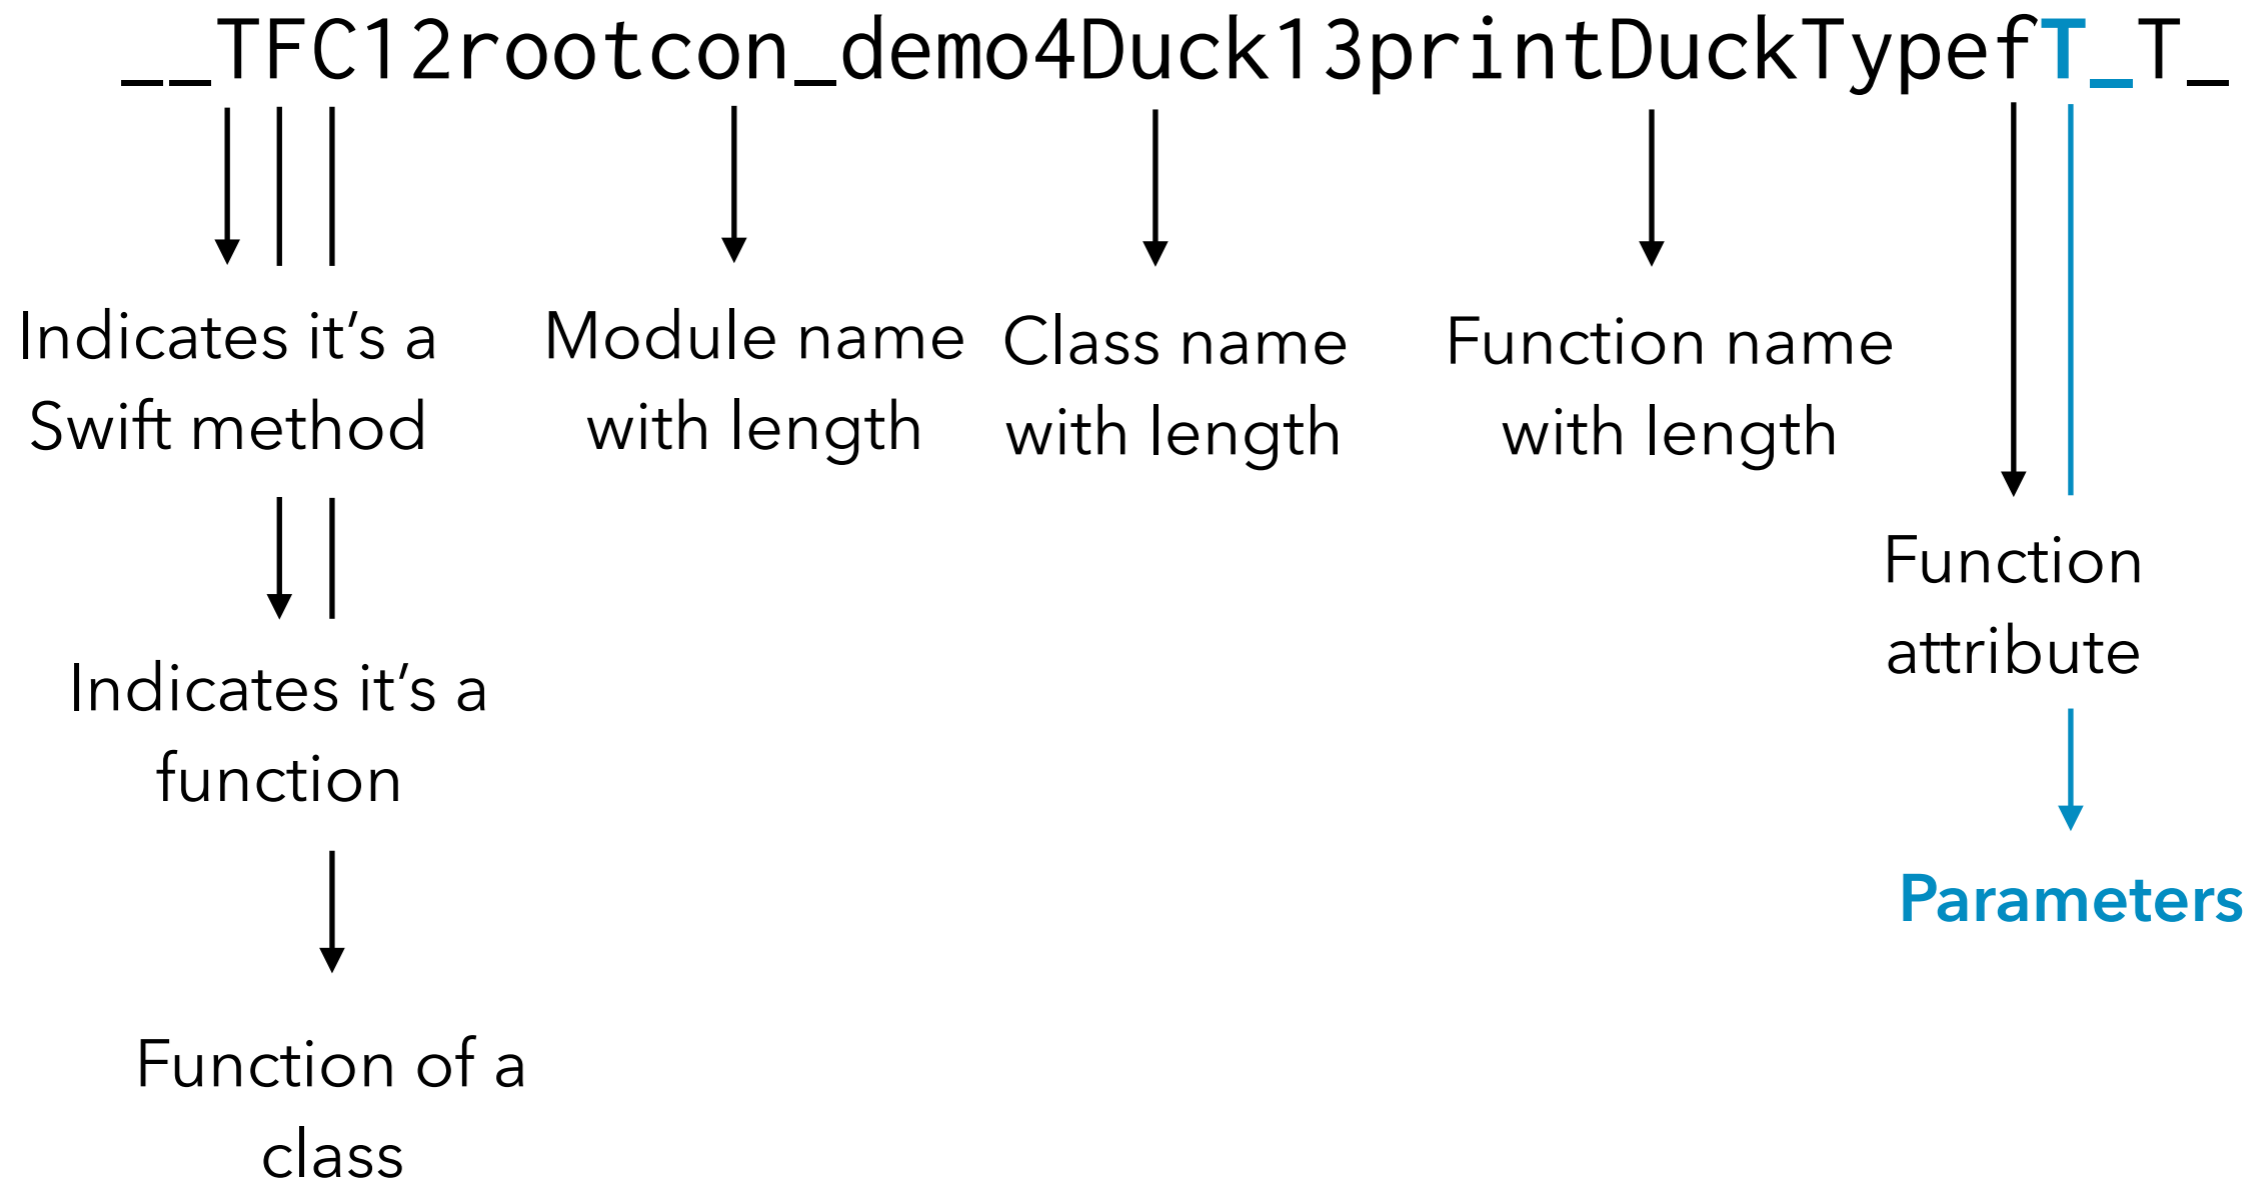 __TFC12rootcon_demo4Duck13printDuckTypefT_T_
Indicates it’s a
Swift method
Module name
with length
Class name
with length
Function name
with length
Function
attribute
Indicates it’s a
function
Parameters
Function of a
class